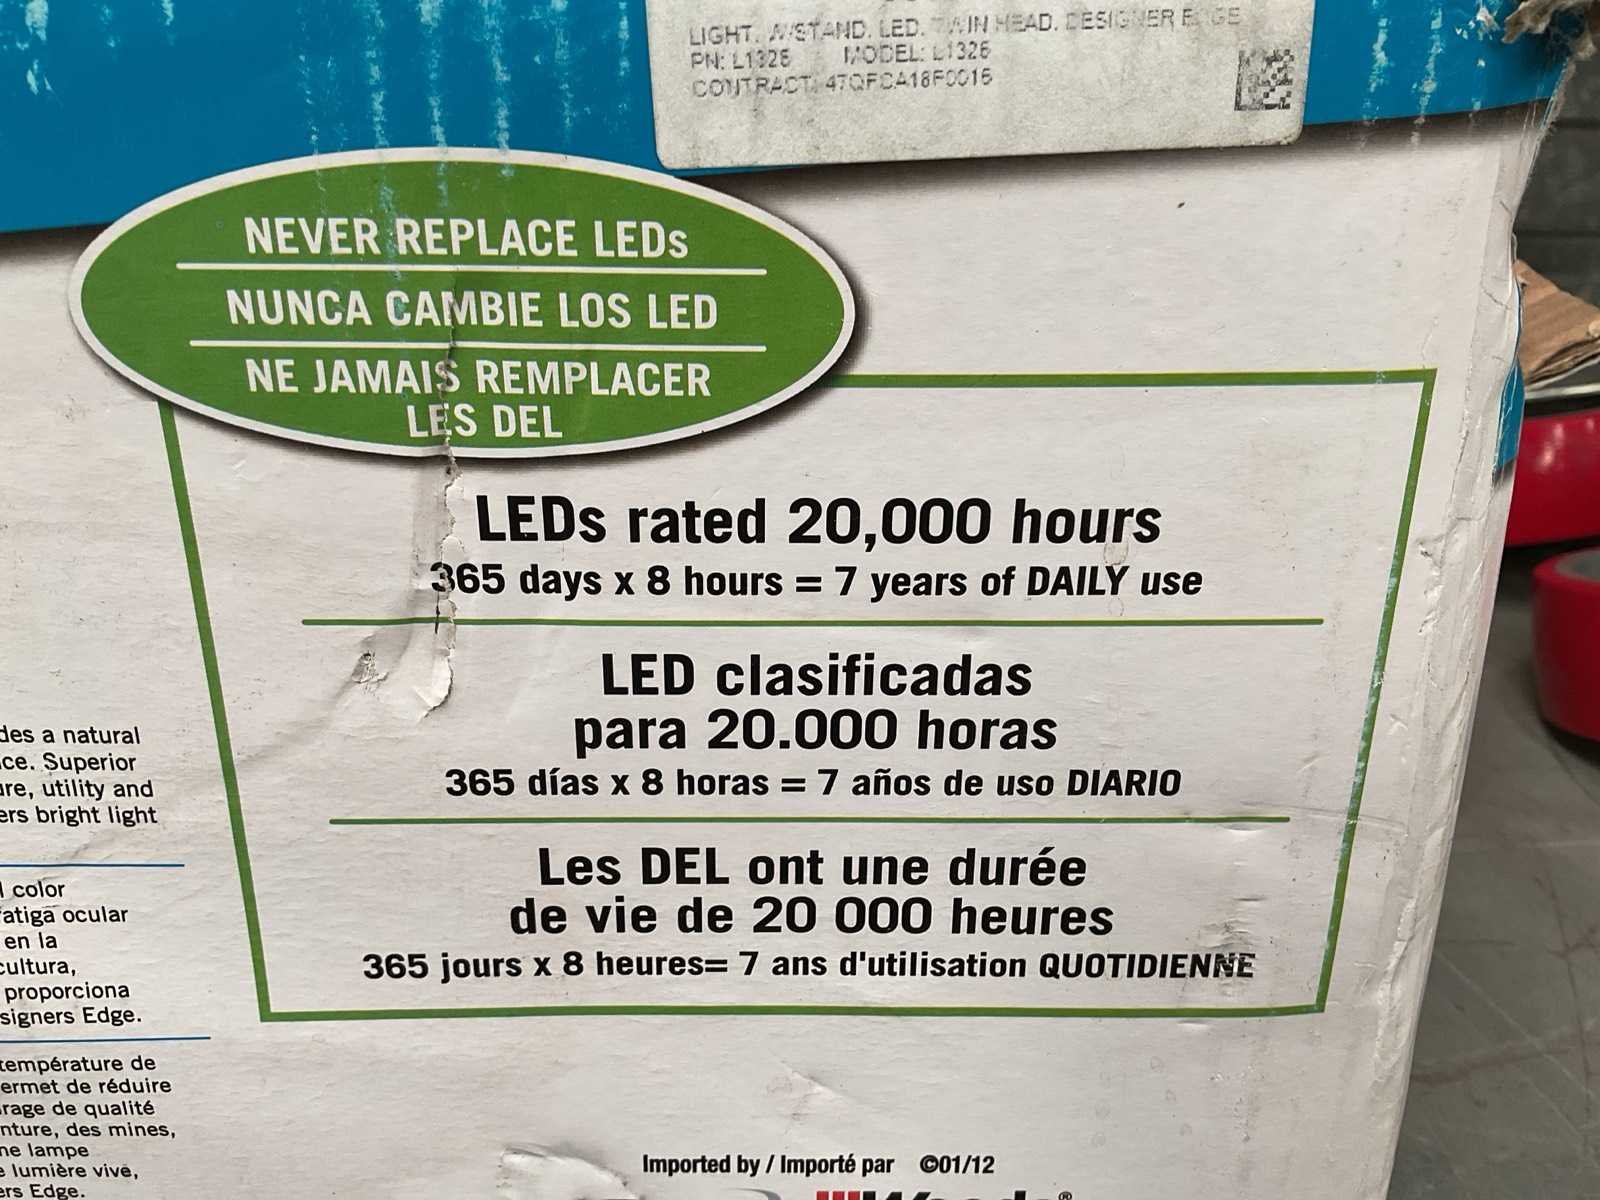 LIGHT, W/STAND, LED, TWIN HEAD, DESIGNER EDGE
PN: L1326 MODEL: L1326
CONTRACT: 47QFCA18F0016
NEVER REPLACE LEDs
NUNCA CAMBIE LOS LED
NE JAMAIS REMPLACER
LES DEL
LEDs rated 20,000 hours
365 days x 8 hours = 7 years of DAILY use
LED clasificadas
para 20.000 horas
365 días x 8 horas = 7 años de uso DIARIO
Les DEL ont une durée
de vie de 20 000 heures
365 jours x 8 heures= 7 ans d'utilisation QUOTIDIENNE
des a natural
ce. Superior
ure, utility and
ers bright light
l color
fatiga ocular
en la
cultura,
proporciona
signers Edge.
température de
ermet de réduire
rage de qualité
nture, des mines,
ne lampe
e lumière vive,
ers Edge.
Imported by / Importé par ©01/12
Woods®